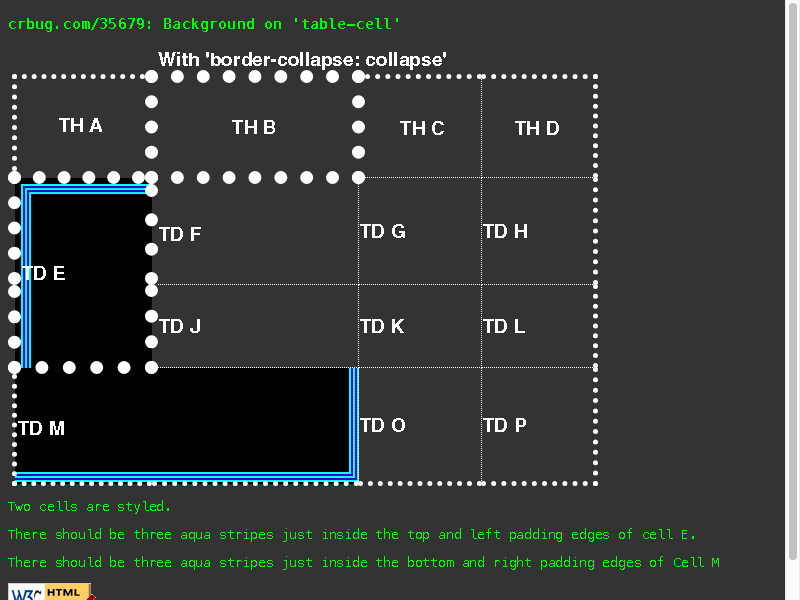 crbug.com/35679: Background on 'table-cell'
With 'border-collapse: collapse'
TH A TH B TH C TH D
TD E TD F TD G TD H
TD J TD K TD L
TD M TD O TD P
Two cells are styled.
There should be three aqua stripes just inside the top and left padding edges of cell E.
There should be three aqua stripes just inside the bottom and right padding edges of Cell M
W3C HTML